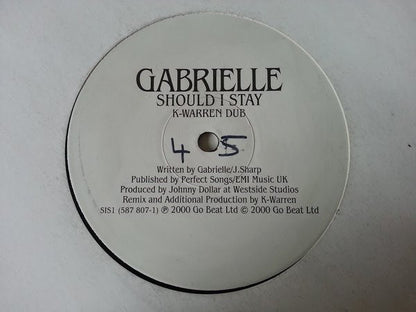 GABRIELLE
SHOULD I STAY
K-WARREN DUB
4 5
Written by Gabrielle/J.Sharp
Published by Perfect Songs/EMI Music UK
Produced by Johnny Dollar at Westside Studios
Remix and Additional Production by K-Warren
SIS1 (587 807-1) ℗ 2000 Go Beat Ltd © 2000 Go Beat Ltd